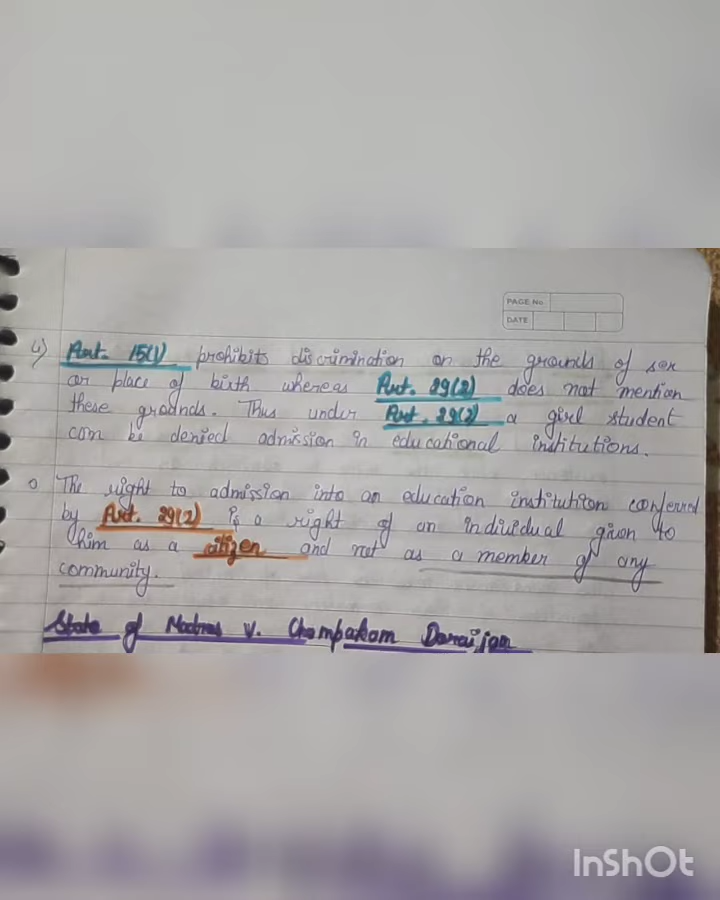 PAGE No.
DATE
4) Art. 15(1) prohibits discrimination on the grounds of sex
or place of birth whereas Art. 29(2) does not mention
these grounds. Thus under Art. 29(2) a girl student
can be denied admission in educational institutions.
o The right to admission into an education institution conferred
by Art. 29(2) is a right of an individual given to
him as a citizen and not as a member of any
community.
State of Madras v. Champakam Doraijan
InShOt